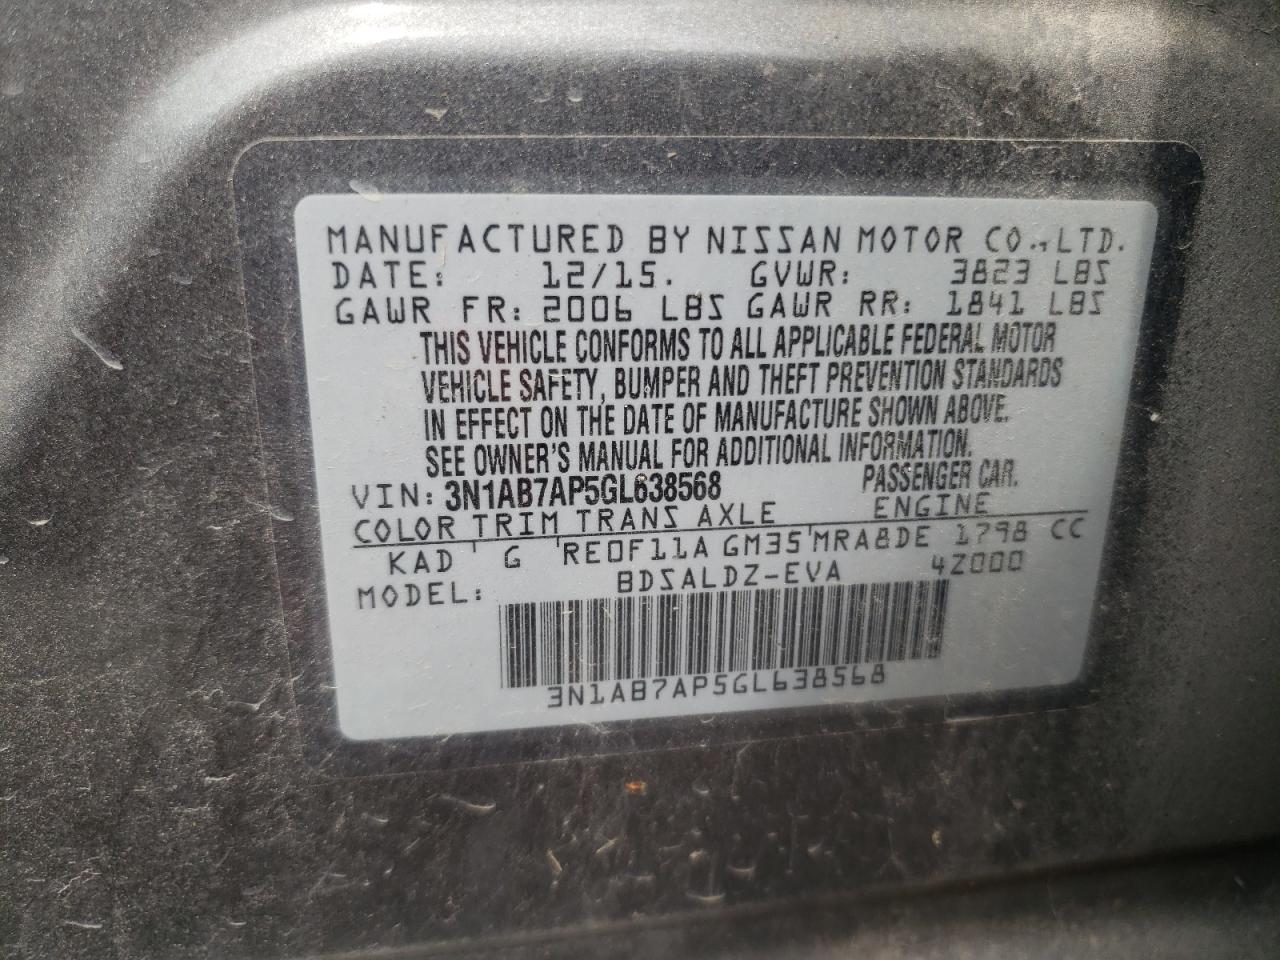 MANUFACTURED BY NISSAN MOTOR CO.,LTD.
DATE: 12/15. GVWR: 3823 LBS
GAWR FR: 2006 LBS GAWR RR: 1841 LBS
THIS VEHICLE CONFORMS TO ALL APPLICABLE FEDERAL MOTOR
VEHICLE SAFETY, BUMPER AND THEFT PREVENTION STANDARDS
IN EFFECT ON THE DATE OF MANUFACTURE SHOWN ABOVE.
SEE OWNER'S MANUAL FOR ADDITIONAL INFORMATION.
VIN: 3N1AB7AP5GL638568 PASSENGER CAR.
COLOR TRIM TRANS AXLE ENGINE
KAD ' G 'RE0F11A GM35'MRA8DE 1798 CC
MODEL: BDSALDZ-EVA 4Z000
3N1AB7AP5GL638568